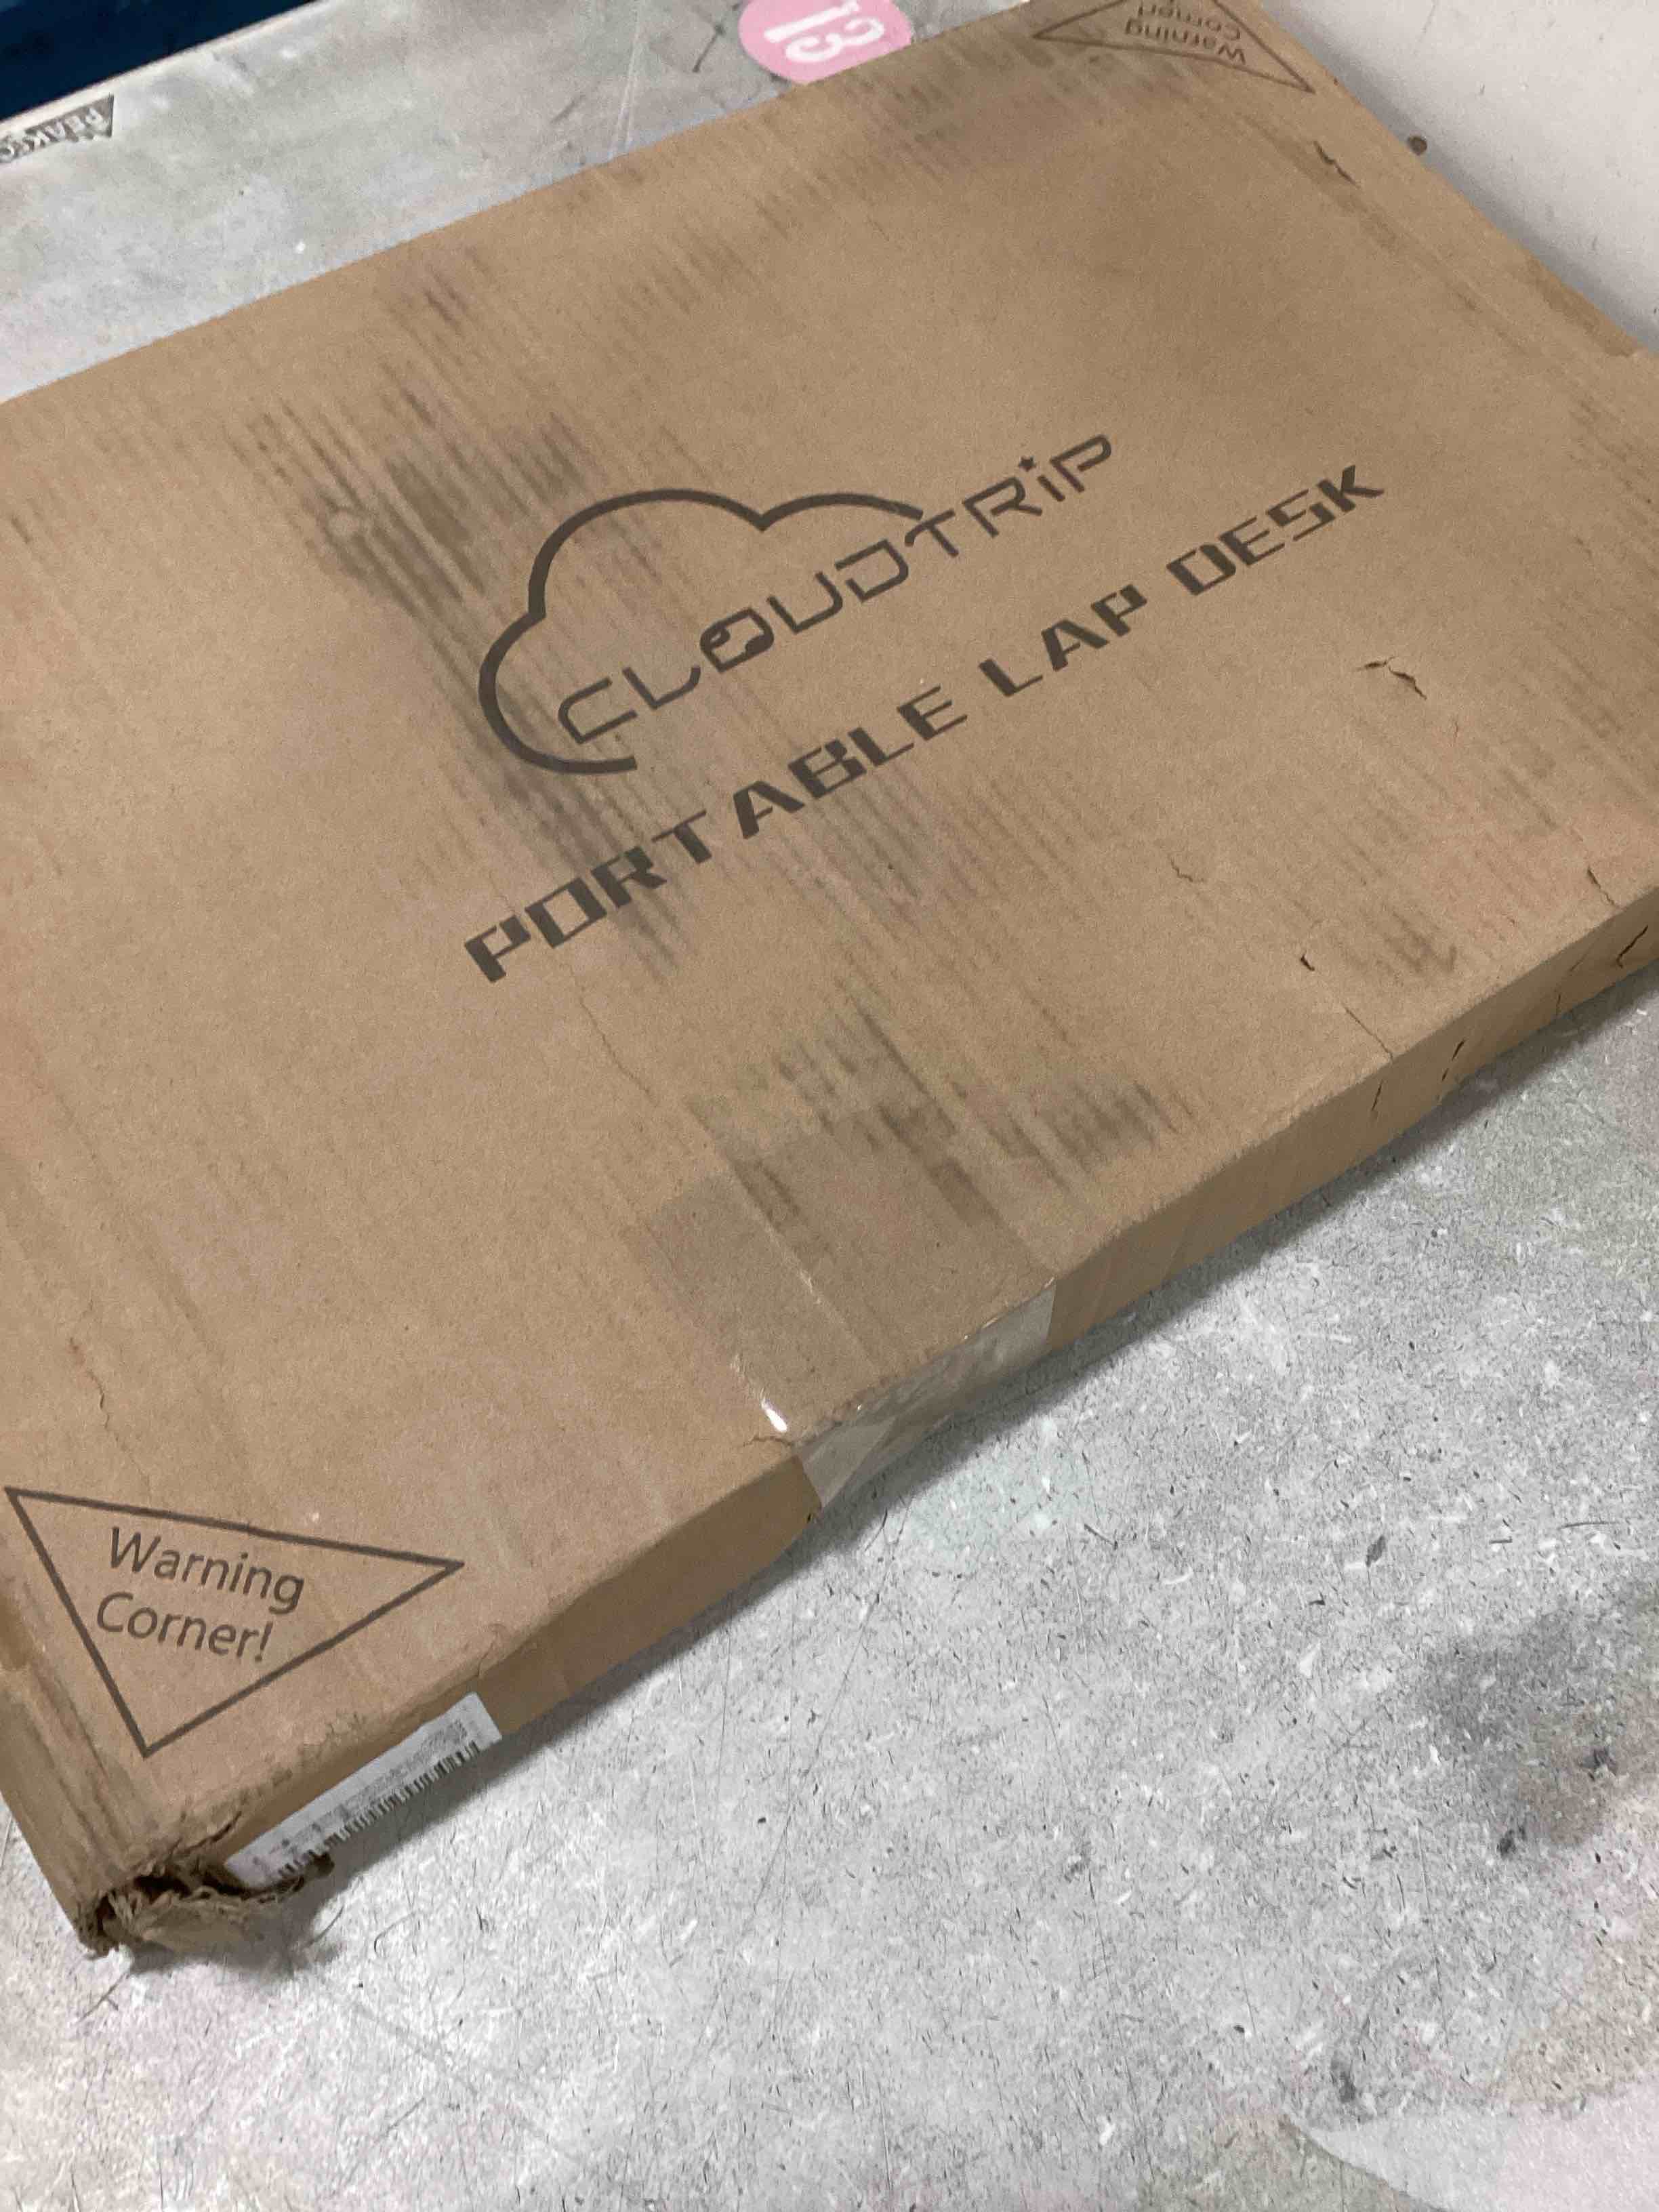 13
Warning
Corner!
CLOUDTRiP
PORTABLE LAP DESK
Warning
Corner!